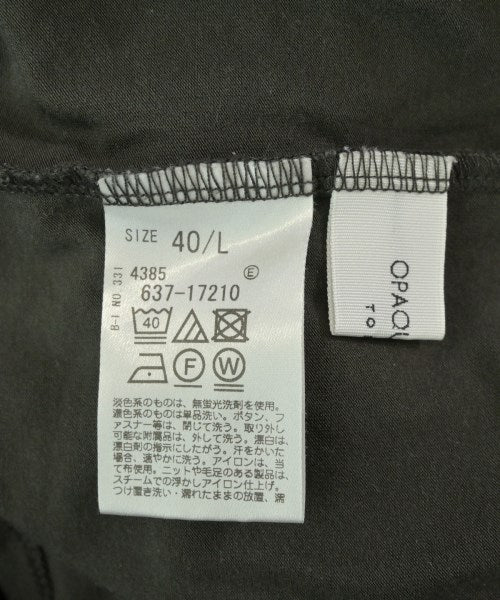 SIZE 40/L
B-I NO 331
4385 E
637-17210
40
F W
淡色系のものは、無蛍光洗剤を使用。
濃色系のものは単品洗い。ボタン、フ
ァスナー等は、閉じて洗う。取り外し
可能な附属品は、外して洗う。漂白は
漂白剤の指示にしたがう。汗をかいた
場合、速やかに洗う。アイロンは、当
て布使用。ニットや毛足のある製品は、
スチームでの浮かしアイロン仕上げ。
つけ置き洗い・濡れたままの放置、濡
OPAQU
TO